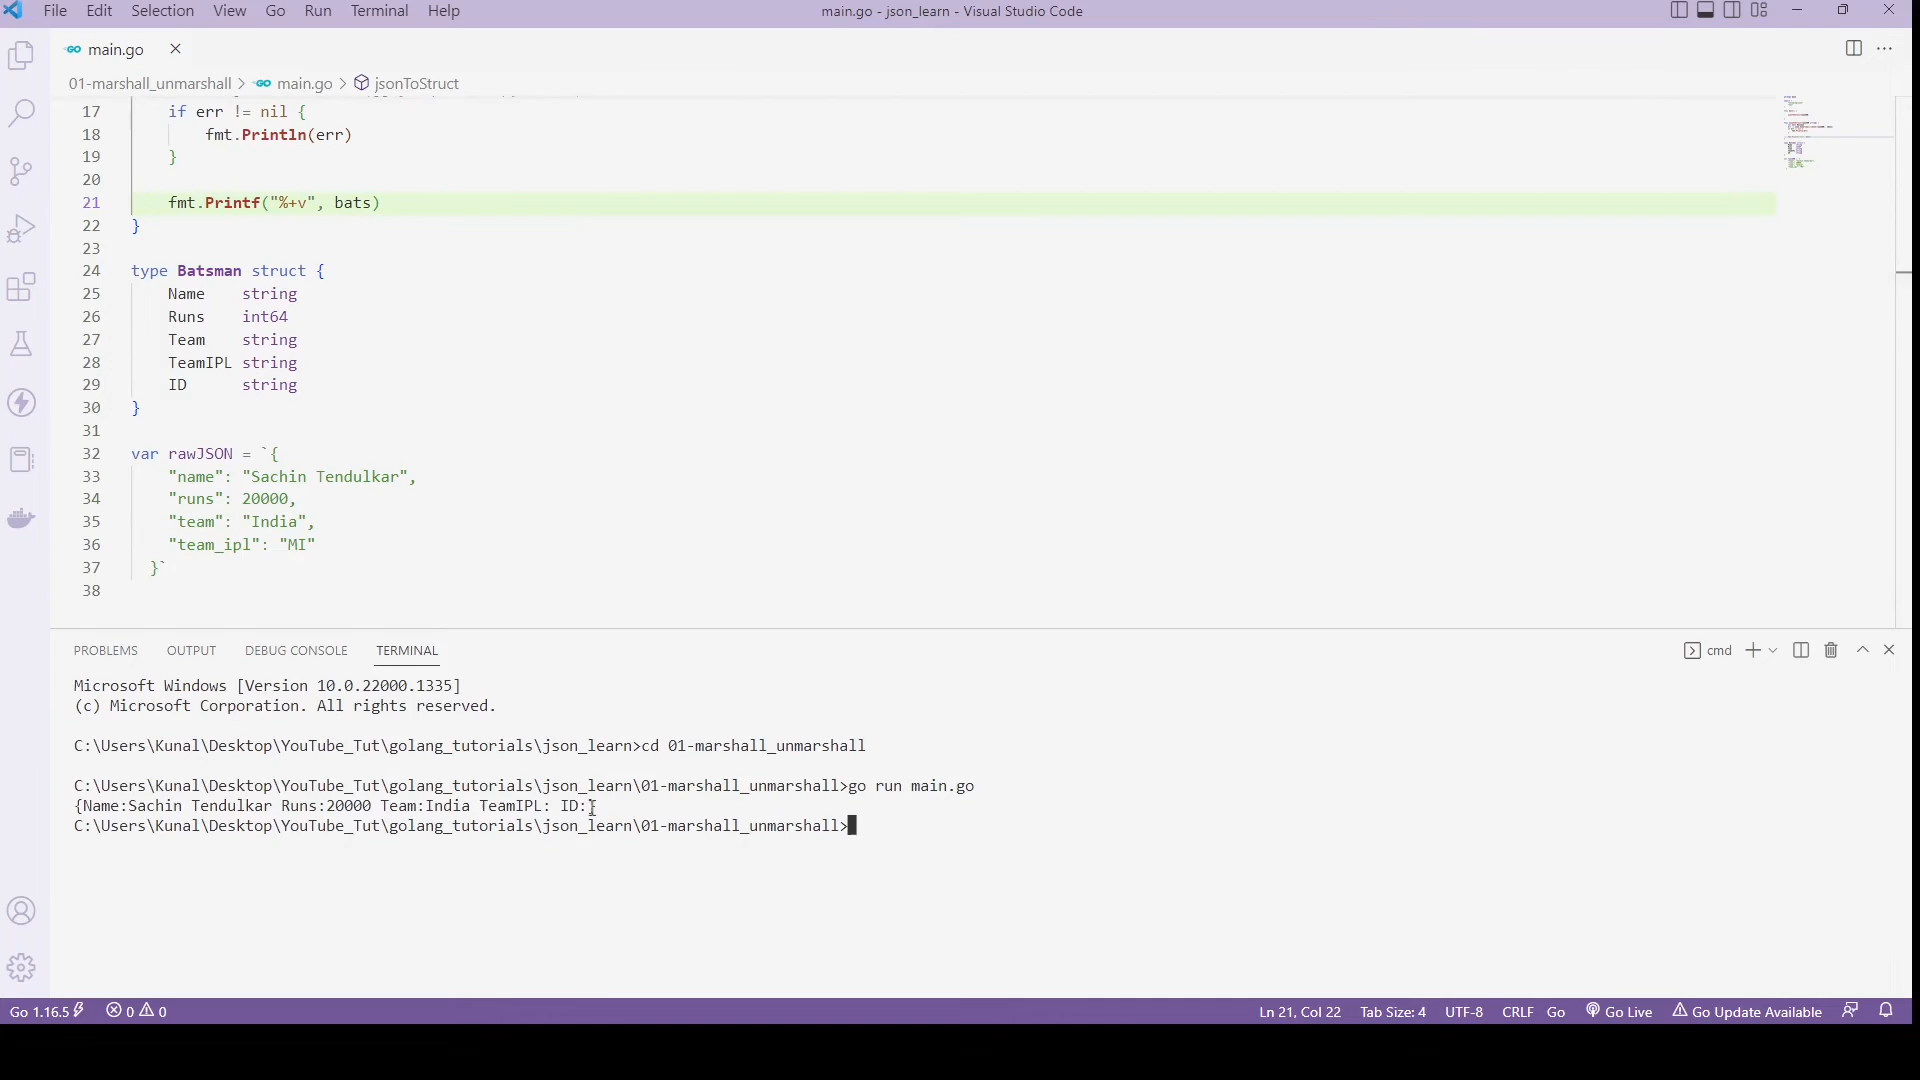 File Edit Selection View Go Run Terminal Help
main.go - json_learn - Visual Studio Code
main.go
01-marshall_unmarshall > main.go > jsonToStruct
17 if err != nil {
18 fmt.Println(err)
19 }
20
21 fmt.Printf("%+v", bats)
22 }
23
24 type Batsman struct {
25 Name string
26 Runs int64
27 Team string
28 TeamIPL string
29 ID string
30 }
31
32 var rawJSON = `{
33 "name": "Sachin Tendulkar",
34 "runs": 20000,
35 "team": "India",
36 "team_ipl": "MI"
37 }`
38
PROBLEMS OUTPUT DEBUG CONSOLE TERMINAL
cmd
Microsoft Windows [Version 10.0.22000.1335]
(c) Microsoft Corporation. All rights reserved.
C:\Users\Kunal\Desktop\YouTube_Tut\golang_tutorials\json_learn>cd 01-marshall_unmarshall
C:\Users\Kunal\Desktop\YouTube_Tut\golang_tutorials\json_learn\01-marshall_unmarshall>go run main.go
{Name:Sachin Tendulkar Runs:20000 Team:India TeamIPL: ID:}
C:\Users\Kunal\Desktop\YouTube_Tut\golang_tutorials\json_learn\01-marshall_unmarshall>
Go 1.16.5 0 0 Ln 21, Col 22 Tab Size: 4 UTF-8 CRLF Go Go Live Go Update Available